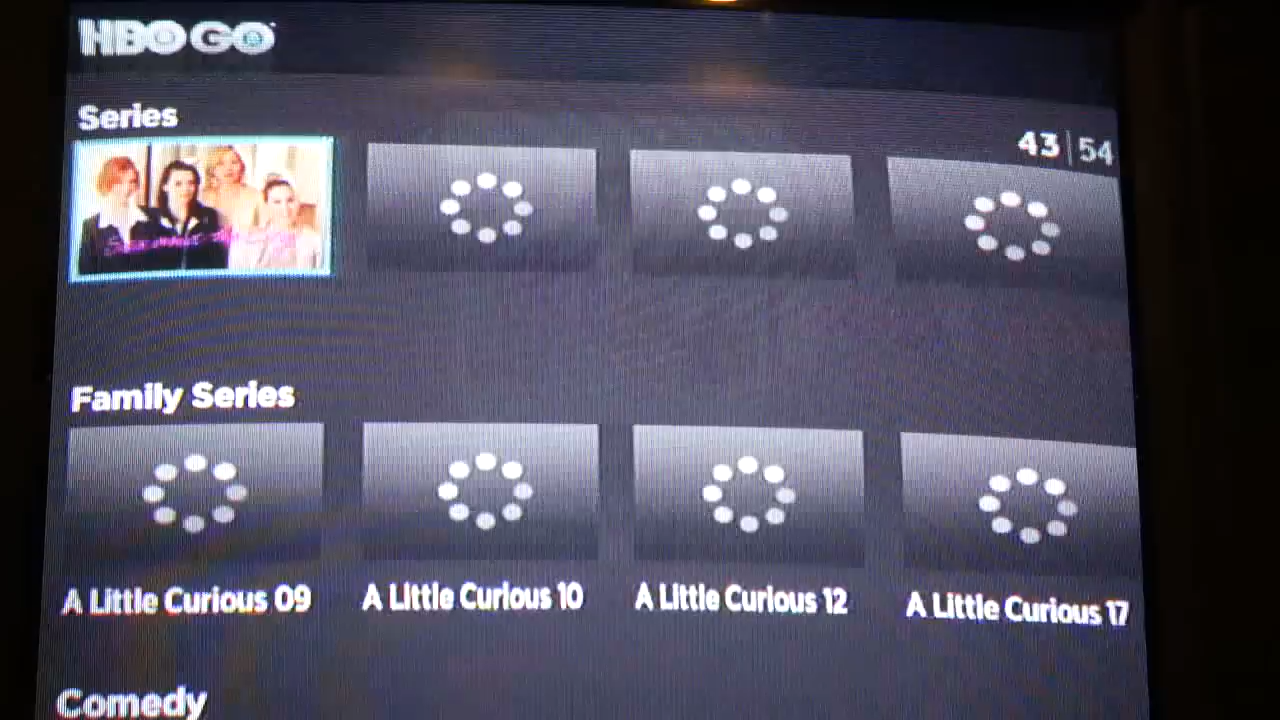 HBO GO
Series
43|54
Family Series
A Little Curious 09
A Little Curious 10
A Little Curious 12
A Little Curious 17
Comedy